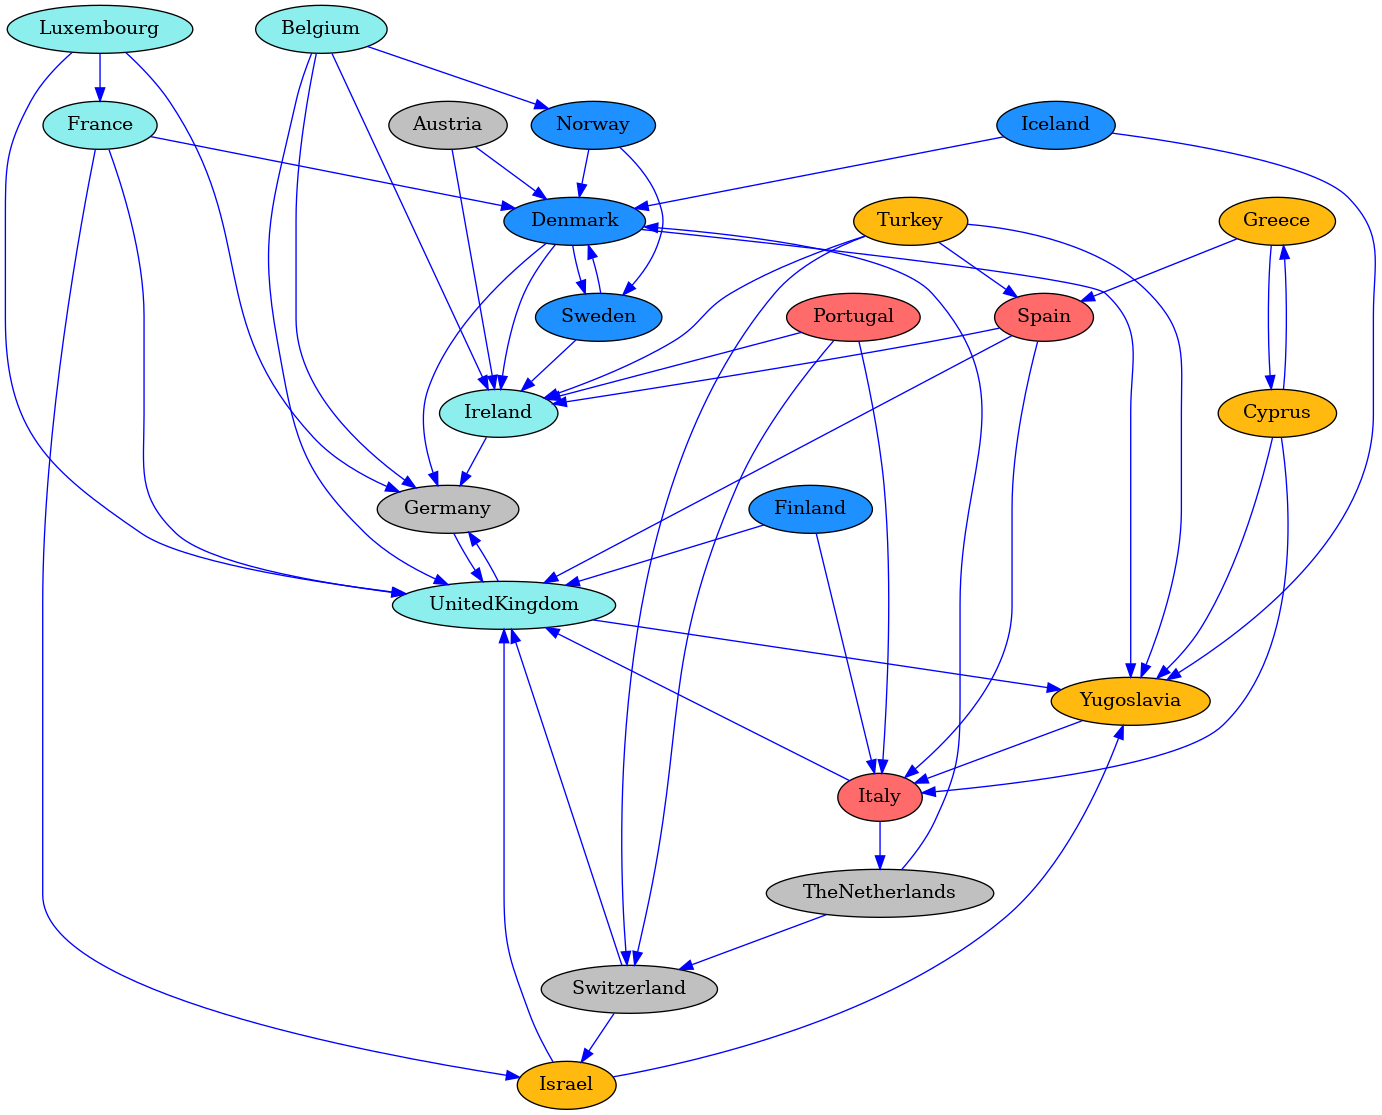 Luxembourg
Belgium
France
Austria
Norway
Iceland
Denmark
Turkey
Greece
Sweden
Portugal
Spain
Ireland
Cyprus
Germany
Finland
UnitedKingdom
Yugoslavia
Italy
TheNetherlands
Switzerland
Israel